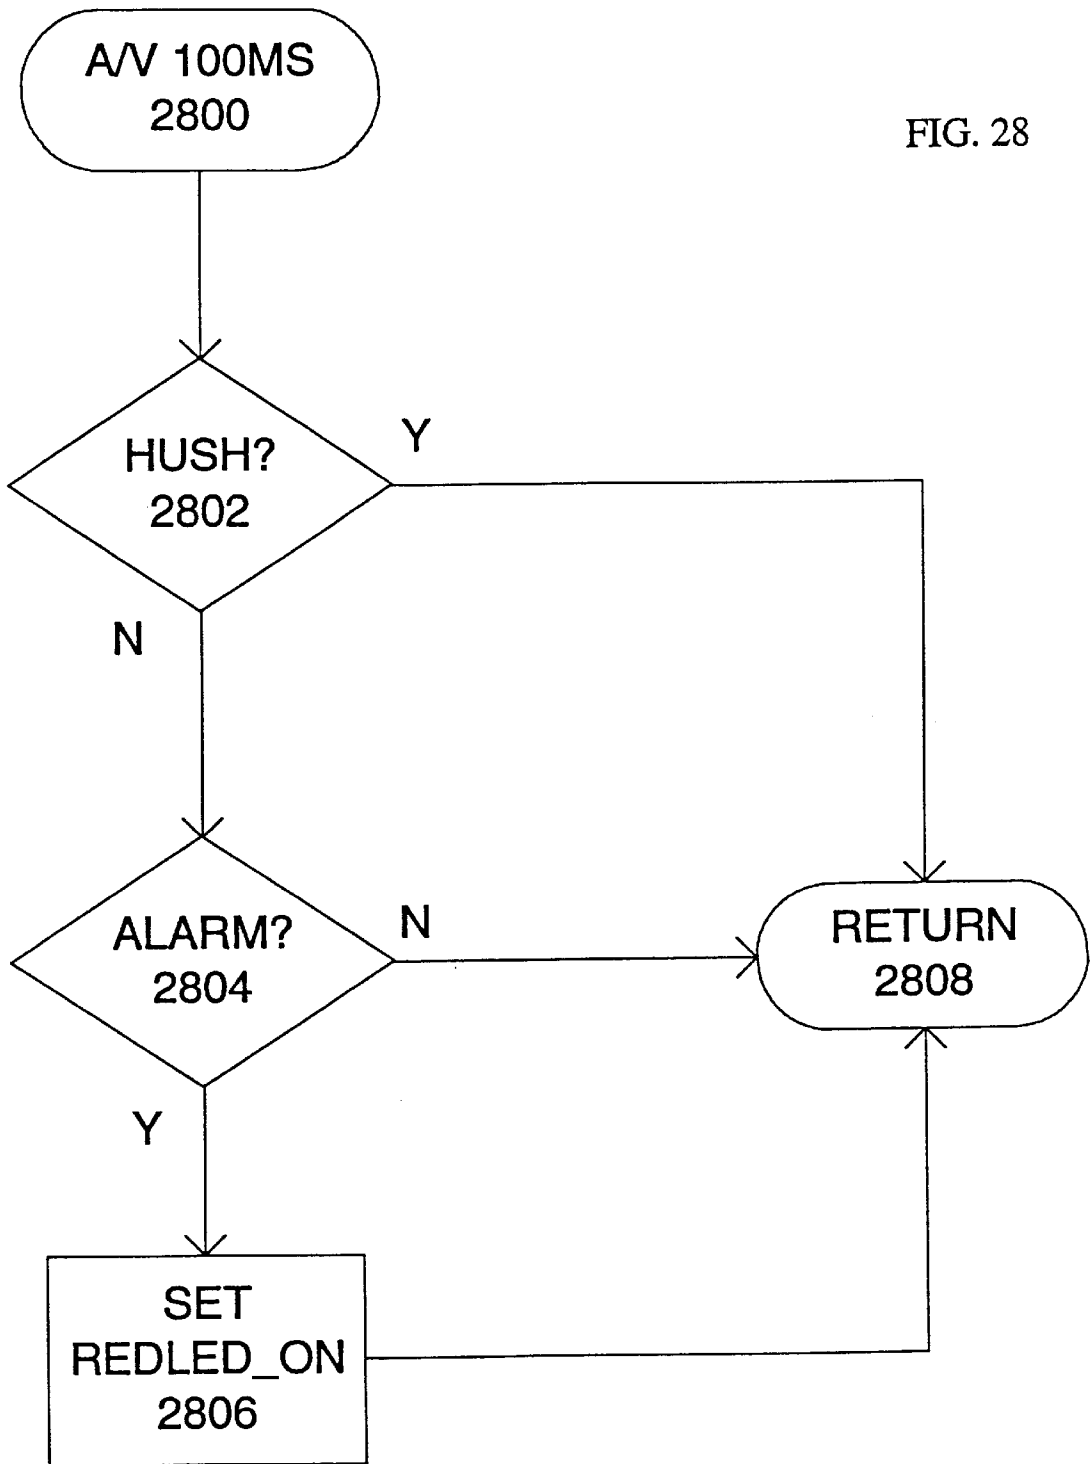 A/V 100MS
2800
FIG. 28
HUSH?
2802
Y
N
ALARM?
2804
N
RETURN
2808
Y
SET
REDLED_ON
2806